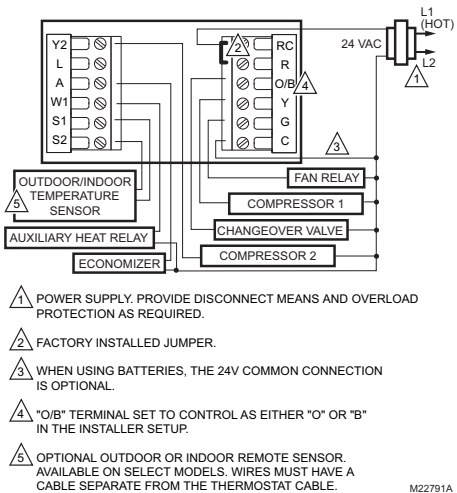 L1
(HOT)
24 VAC
L2
1
Y2
L
A
W1
S1
S2
2
RC
R
O/B
Y
G
C
4
3
5
OUTDOOR/INDOOR
TEMPERATURE
SENSOR
AUXILIARY HEAT RELAY
ECONOMIZER
FAN RELAY
COMPRESSOR 1
CHANGEOVER VALVE
COMPRESSOR 2
1 POWER SUPPLY. PROVIDE DISCONNECT MEANS AND OVERLOAD
PROTECTION AS REQUIRED.
2 FACTORY INSTALLED JUMPER.
3 WHEN USING BATTERIES, THE 24V COMMON CONNECTION
IS OPTIONAL.
4 "O/B" TERMINAL SET TO CONTROL AS EITHER "O" OR "B"
IN THE INSTALLER SETUP.
5 OPTIONAL OUTDOOR OR INDOOR REMOTE SENSOR.
AVAILABLE ON SELECT MODELS. WIRES MUST HAVE A
CABLE SEPARATE FROM THE THERMOSTAT CABLE.
M22791A